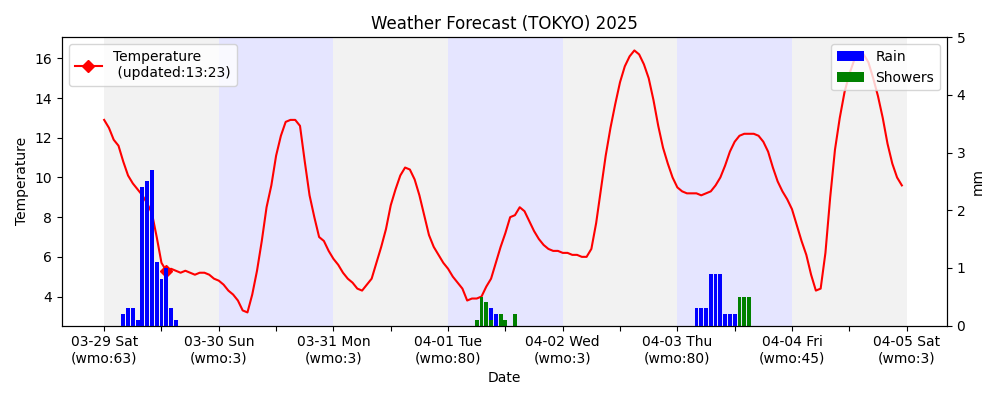 Weather Forecast (TOKYO) 2025
Temperature
(updated:13:23)
Rain
Showers
Temperature
16
14
12
10
8
6
4
5
4
3
2
1
0
mm
03-29 Sat 03-30 Sun 03-31 Mon 04-01 Tue 04-02 Wed 04-03 Thu 04-04 Fri 04-05 Sat
(wmo:63) (wmo:3) (wmo:3) (wmo:80) (wmo:3) (wmo:80) (wmo:45) (wmo:3)
Date